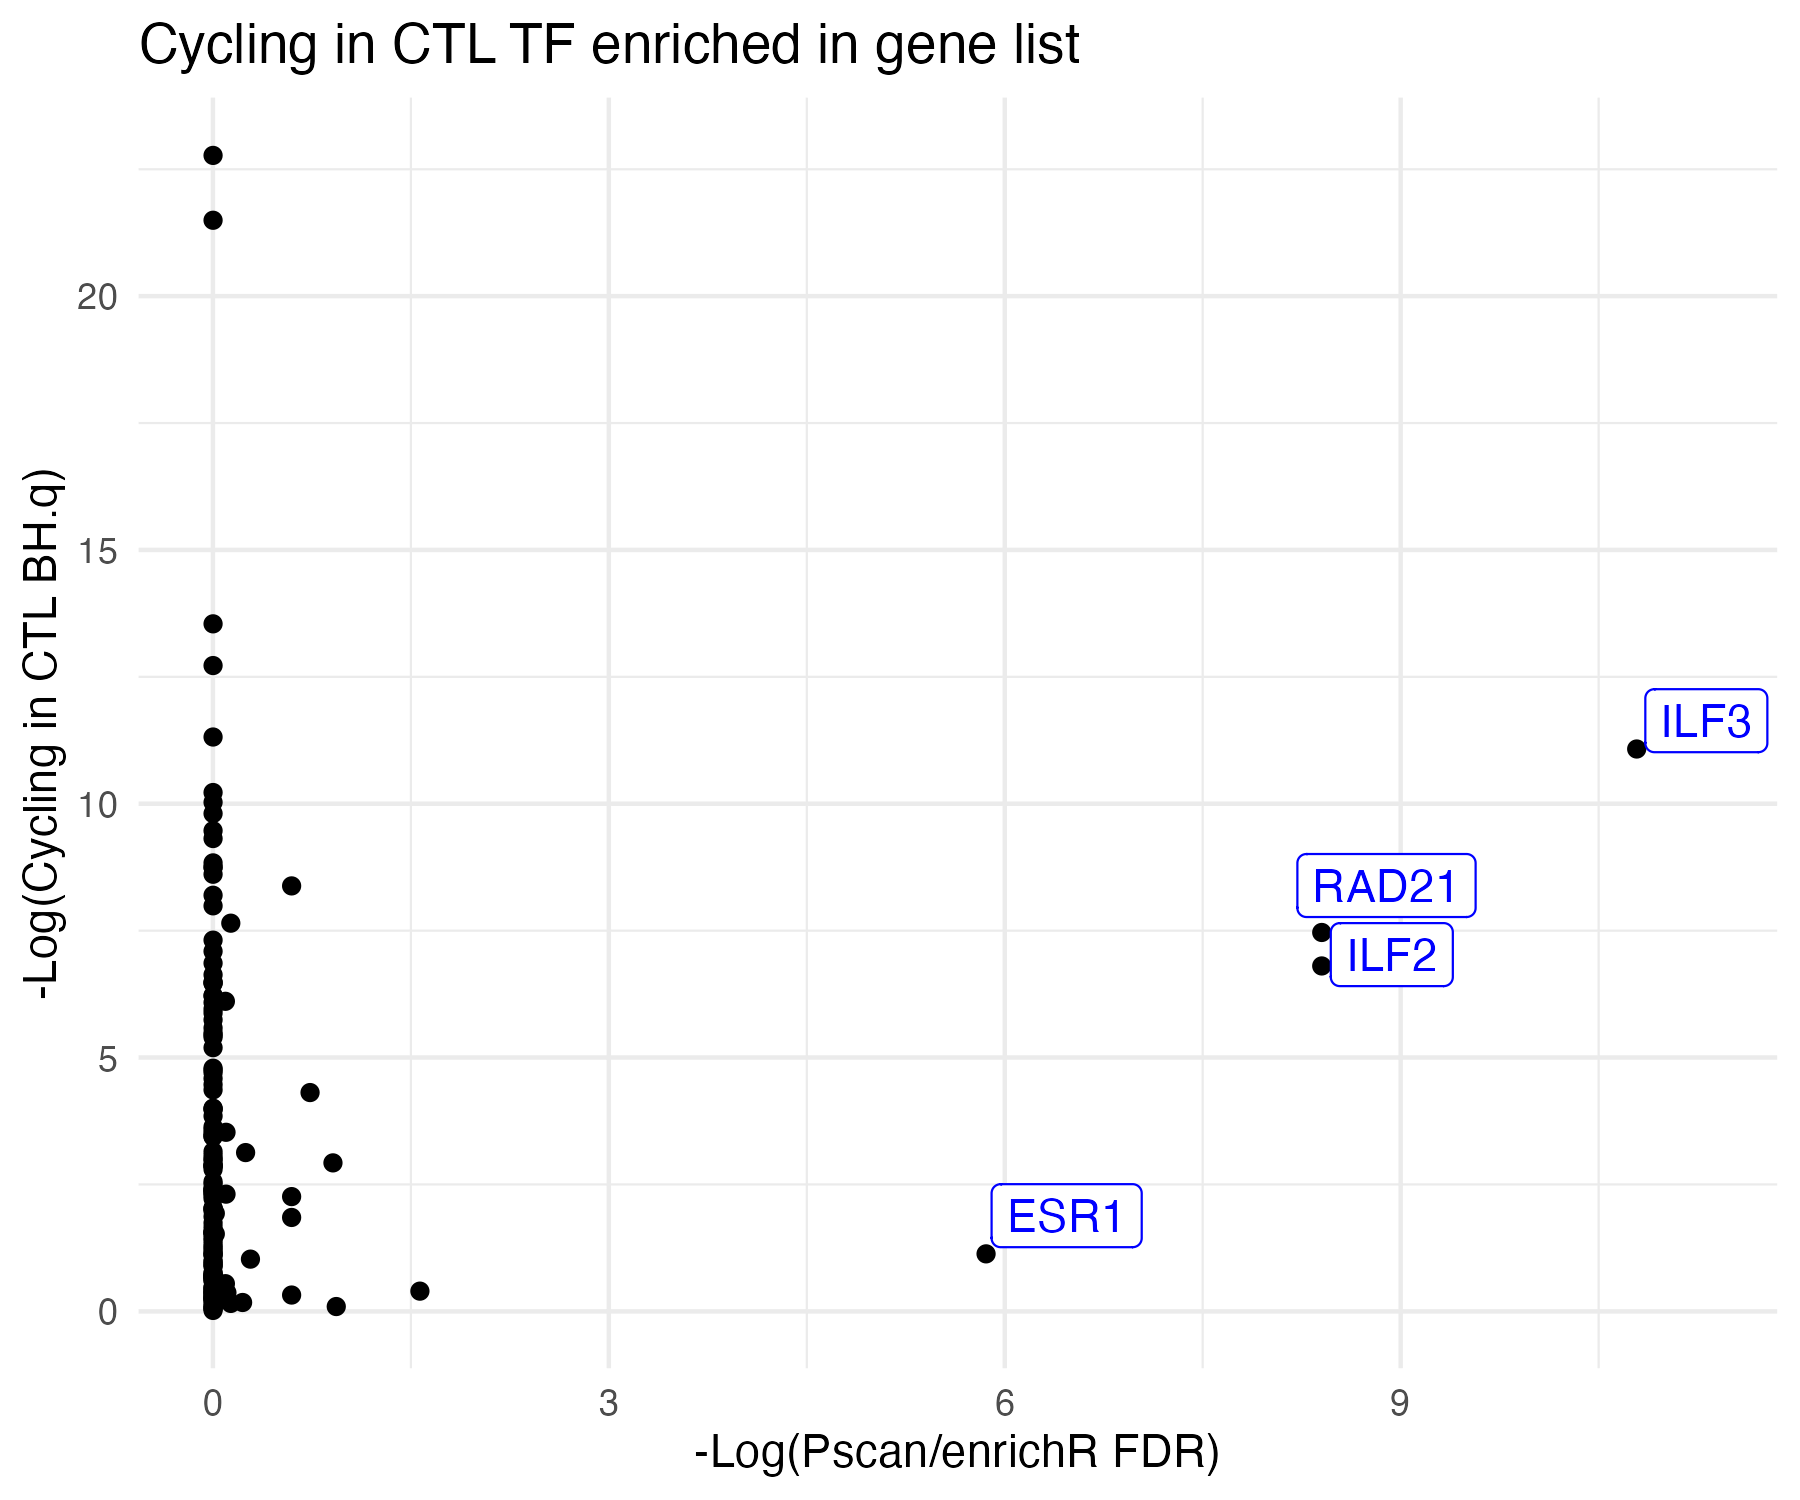 Cycling in CTL TF enriched in gene list
-Log(Cycling in CTL BH.q)
20
15
10
5
0
ILF3
RAD21
ILF2
ESR1
0 3 6 9
-Log(Pscan/enrichR FDR)